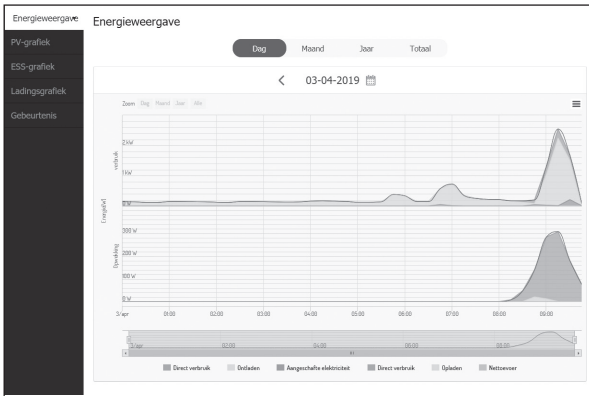 Energieweergave
PV-grafiek
ESS-grafiek
Ladingsgrafiek
Gebeurtenis
Energieweergave
Dag Maand Jaar Totaal
03-04-2019
Zoom Dag Maand Jaar Alle
verbruik
2 kW
1 kW
0 W
Energie(W)
Opwekking
300 W
200 W
100 W
0 W
3/apr 01:00 02:00 03:00 04:00 05:00 06:00 07:00 08:00 09:00
3/apr 02:00 04:00 06:00 08:00
Direct verbruik Ontladen Aangeschafte elektriciteit Direct verbruik Opladen Nettoevoer